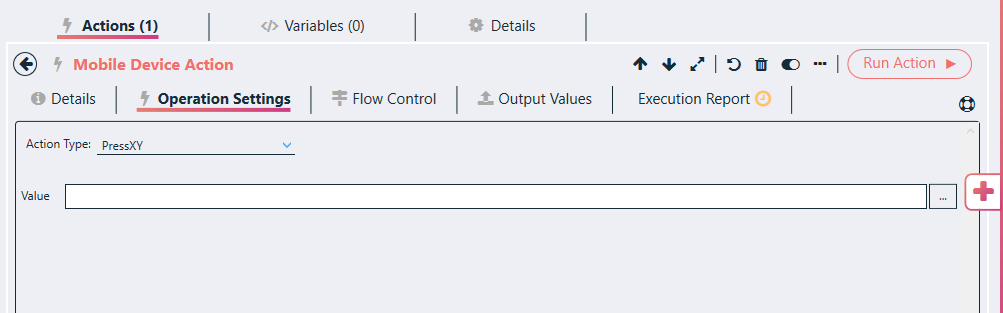 Actions (1) Variables (0) Details
Mobile Device Action Run Action
Details Operation Settings Flow Control Output Values Execution Report
Action Type: PressXY
Value ...